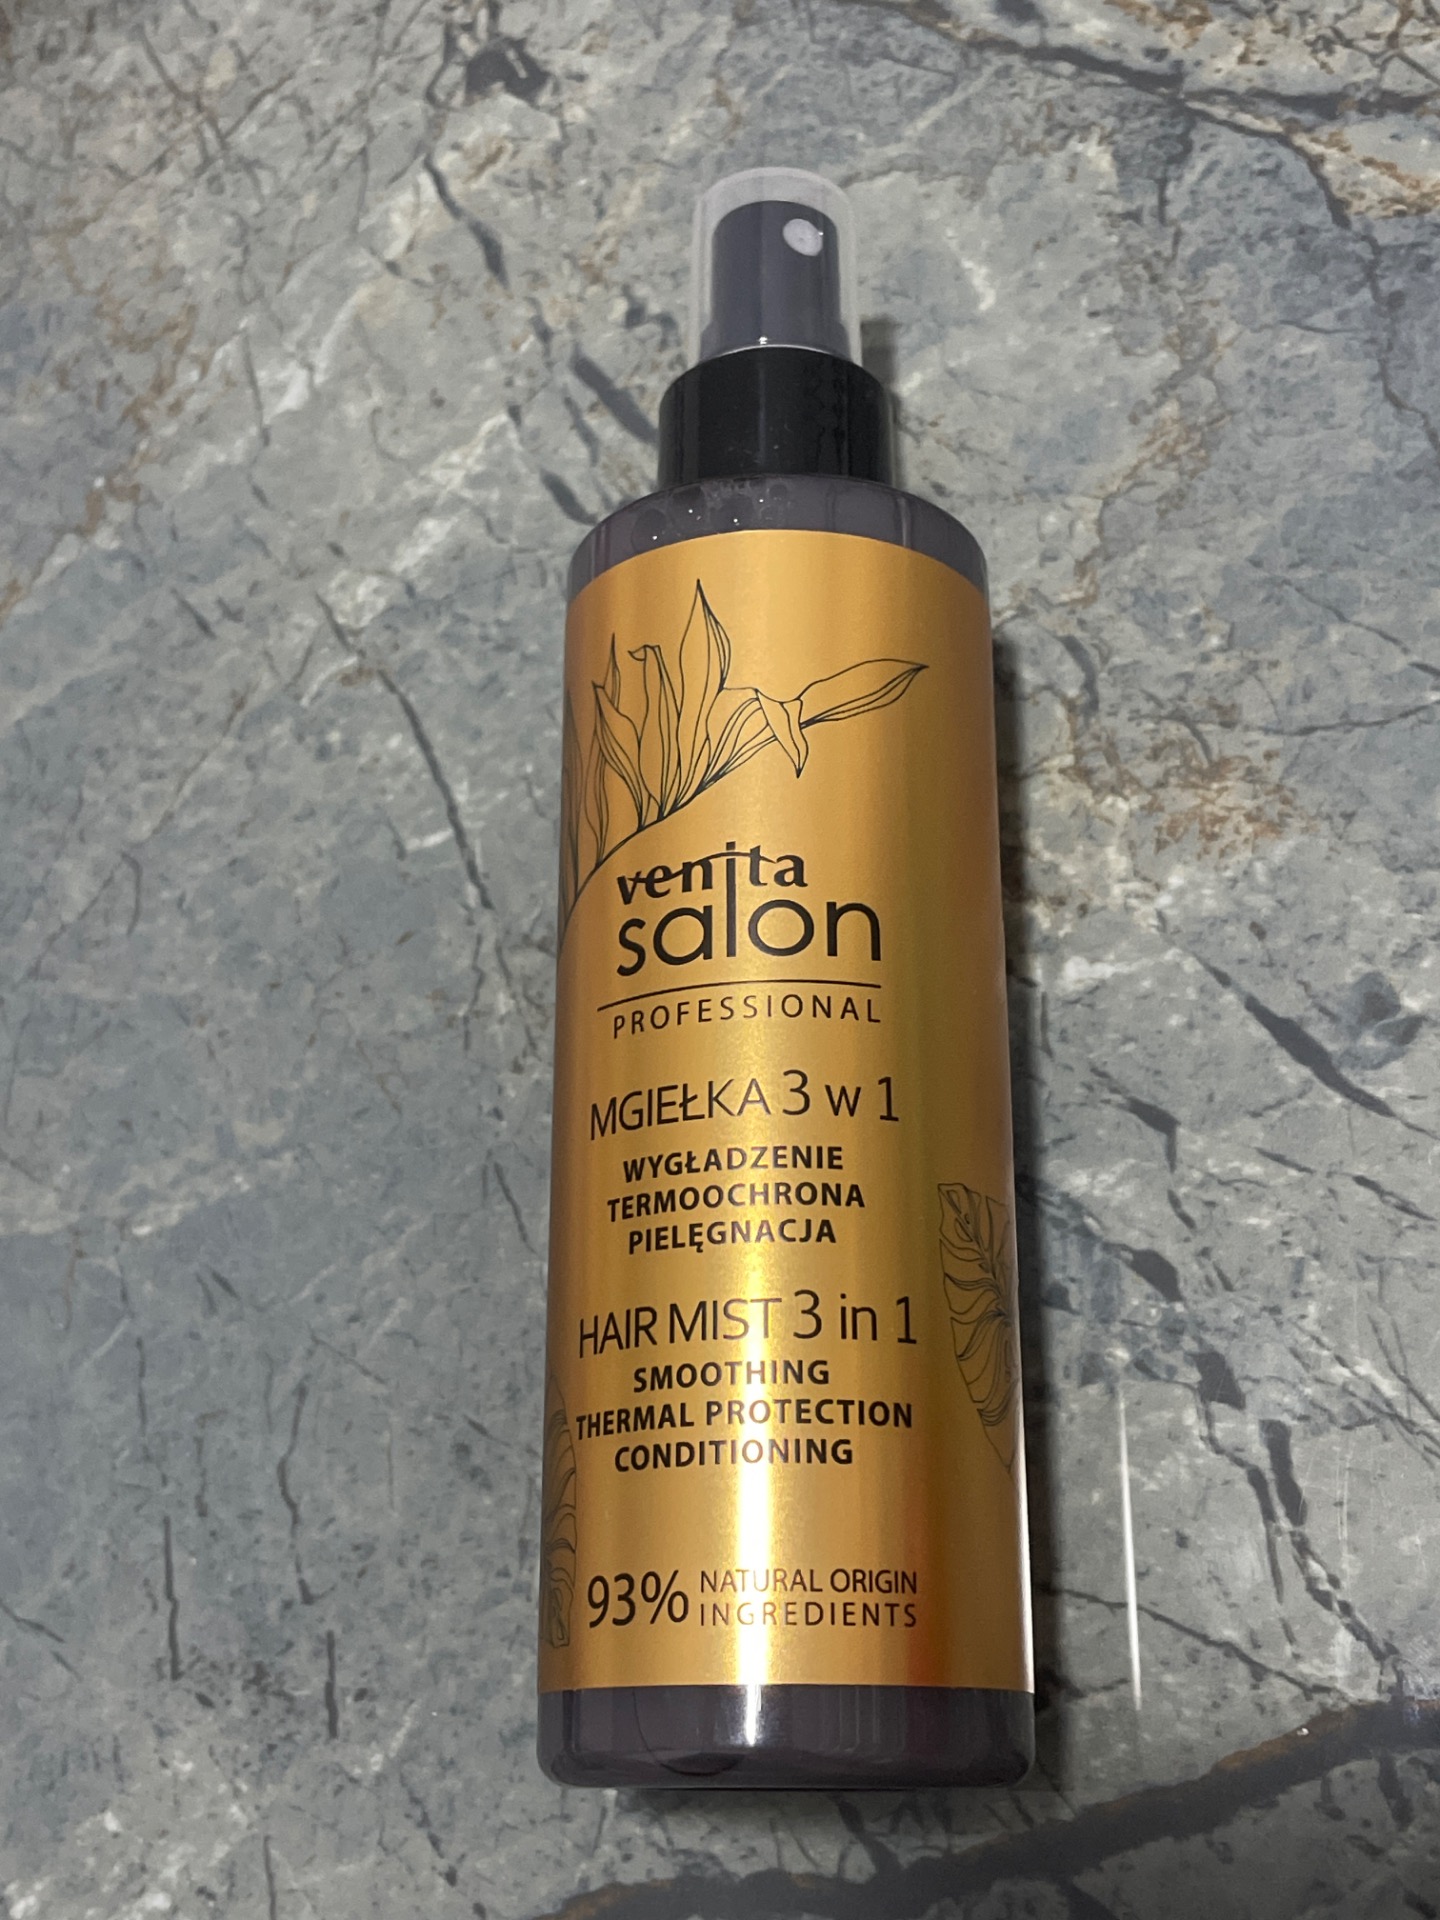 venita
salon
PROFESSIONAL
MGIEŁKA 3 w 1
WYGŁADZENIE
TERMOOCHRONA
PIELĘGNACJA
HAIR MIST 3 in 1
SMOOTHING
THERMAL PROTECTION
CONDITIONING
93% NATURAL ORIGIN
INGREDIENTS